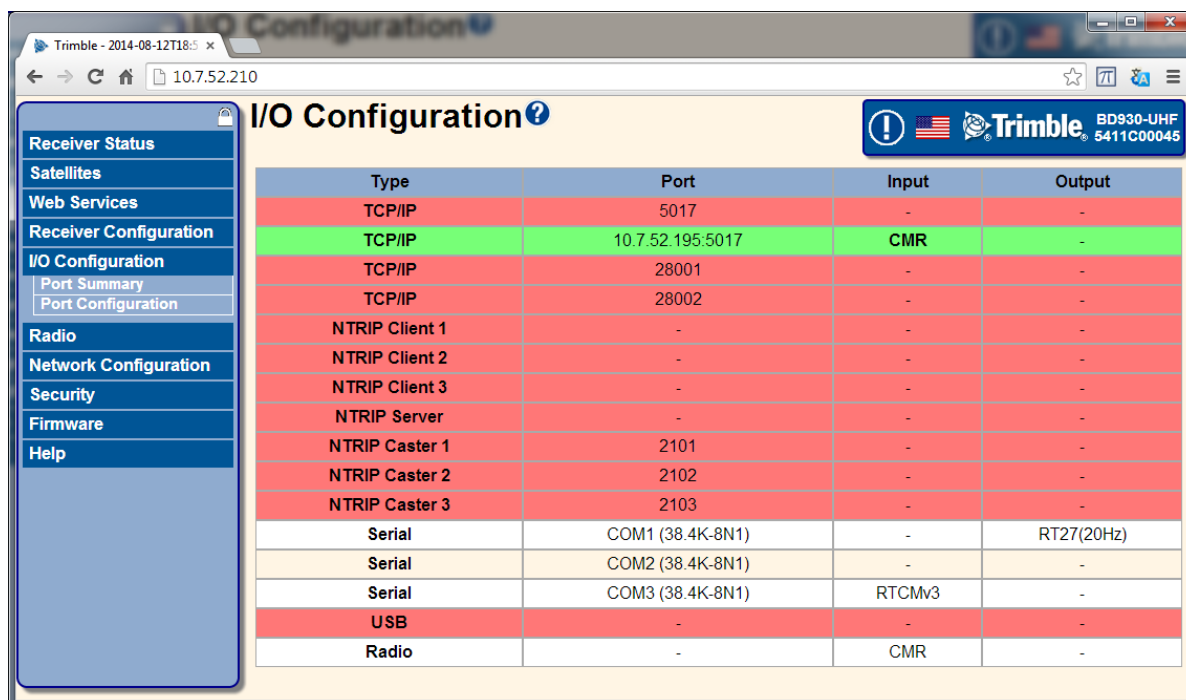 I/O Configuration?
Trimble - 2014-08-12T18:5 ×
10.7.52.210
I/O Configuration?
Trimble® BD930-UHF
5411C00045
Receiver Status
Satellites
Web Services
Receiver Configuration
I/O Configuration
Port Summary
Port Configuration
Radio
Network Configuration
Security
Firmware
Help
Type Port Input Output
TCP/IP 5017 - -
TCP/IP 10.7.52.195:5017 CMR -
TCP/IP 28001 - -
TCP/IP 28002 - -
NTRIP Client 1 - - -
NTRIP Client 2 - - -
NTRIP Client 3 - - -
NTRIP Server - - -
NTRIP Caster 1 2101 - -
NTRIP Caster 2 2102 - -
NTRIP Caster 3 2103 - -
Serial COM1 (38.4K-8N1) - RT27(20Hz)
Serial COM2 (38.4K-8N1) - -
Serial COM3 (38.4K-8N1) RTCMv3 -
USB - - -
Radio - CMR -